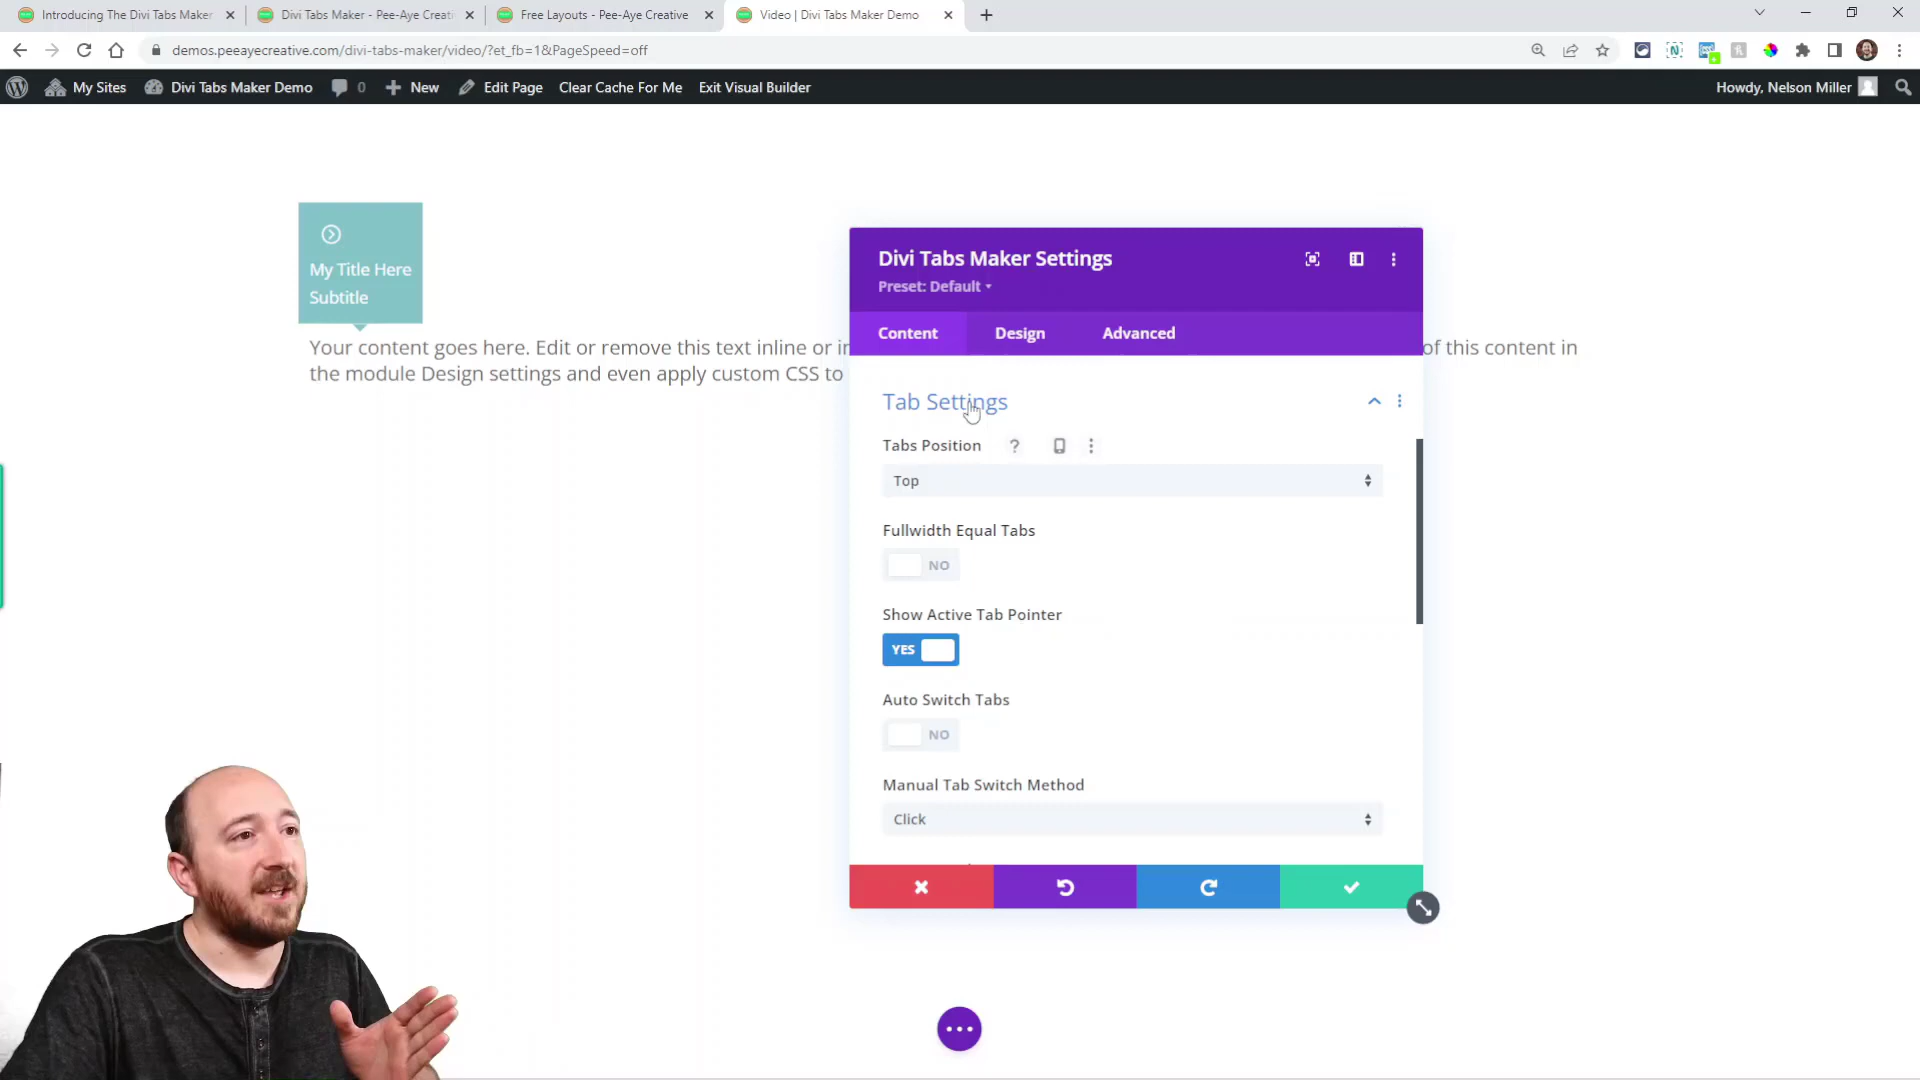 Introducing The Divi Tabs Maker
Divi Tabs Maker - Pee-Aye Creati
Free Layouts - Pee-Aye Creative
Video | Divi Tabs Maker Demo
demos.peeayecreative.com/divi-tabs-maker/video/?et_fb=1&PageSpeed=off
My Sites
Divi Tabs Maker Demo
0
New
Edit Page
Clear Cache For Me
Exit Visual Builder
Howdy, Nelson Miller
My Title Here
Subtitle
Your content goes here. Edit or remove this text inline or in
of this content in
the module Design settings and even apply custom CSS to
Divi Tabs Maker Settings
Preset: Default
Content
Design
Advanced
Tab Settings
Tabs Position
?
Top
Fullwidth Equal Tabs
NO
Show Active Tab Pointer
YES
Auto Switch Tabs
NO
Manual Tab Switch Method
Click